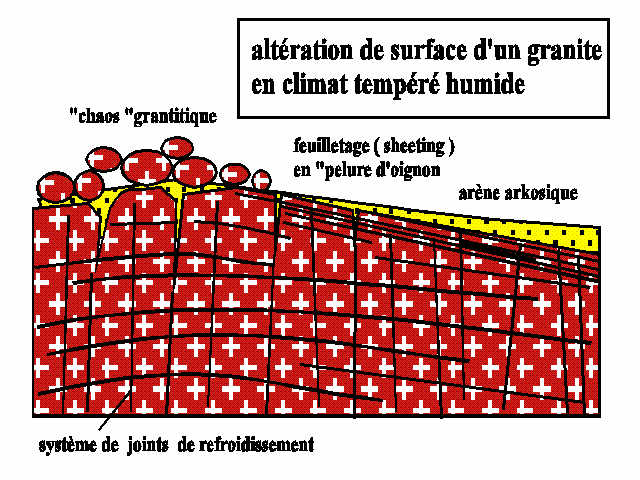 altération de surface d'un granite
en climat tempéré humide
"chaos "grantitique
feuilletage ( sheeting )
en "pelure d'oignon
arène arkosique
système de joints de refroidissement